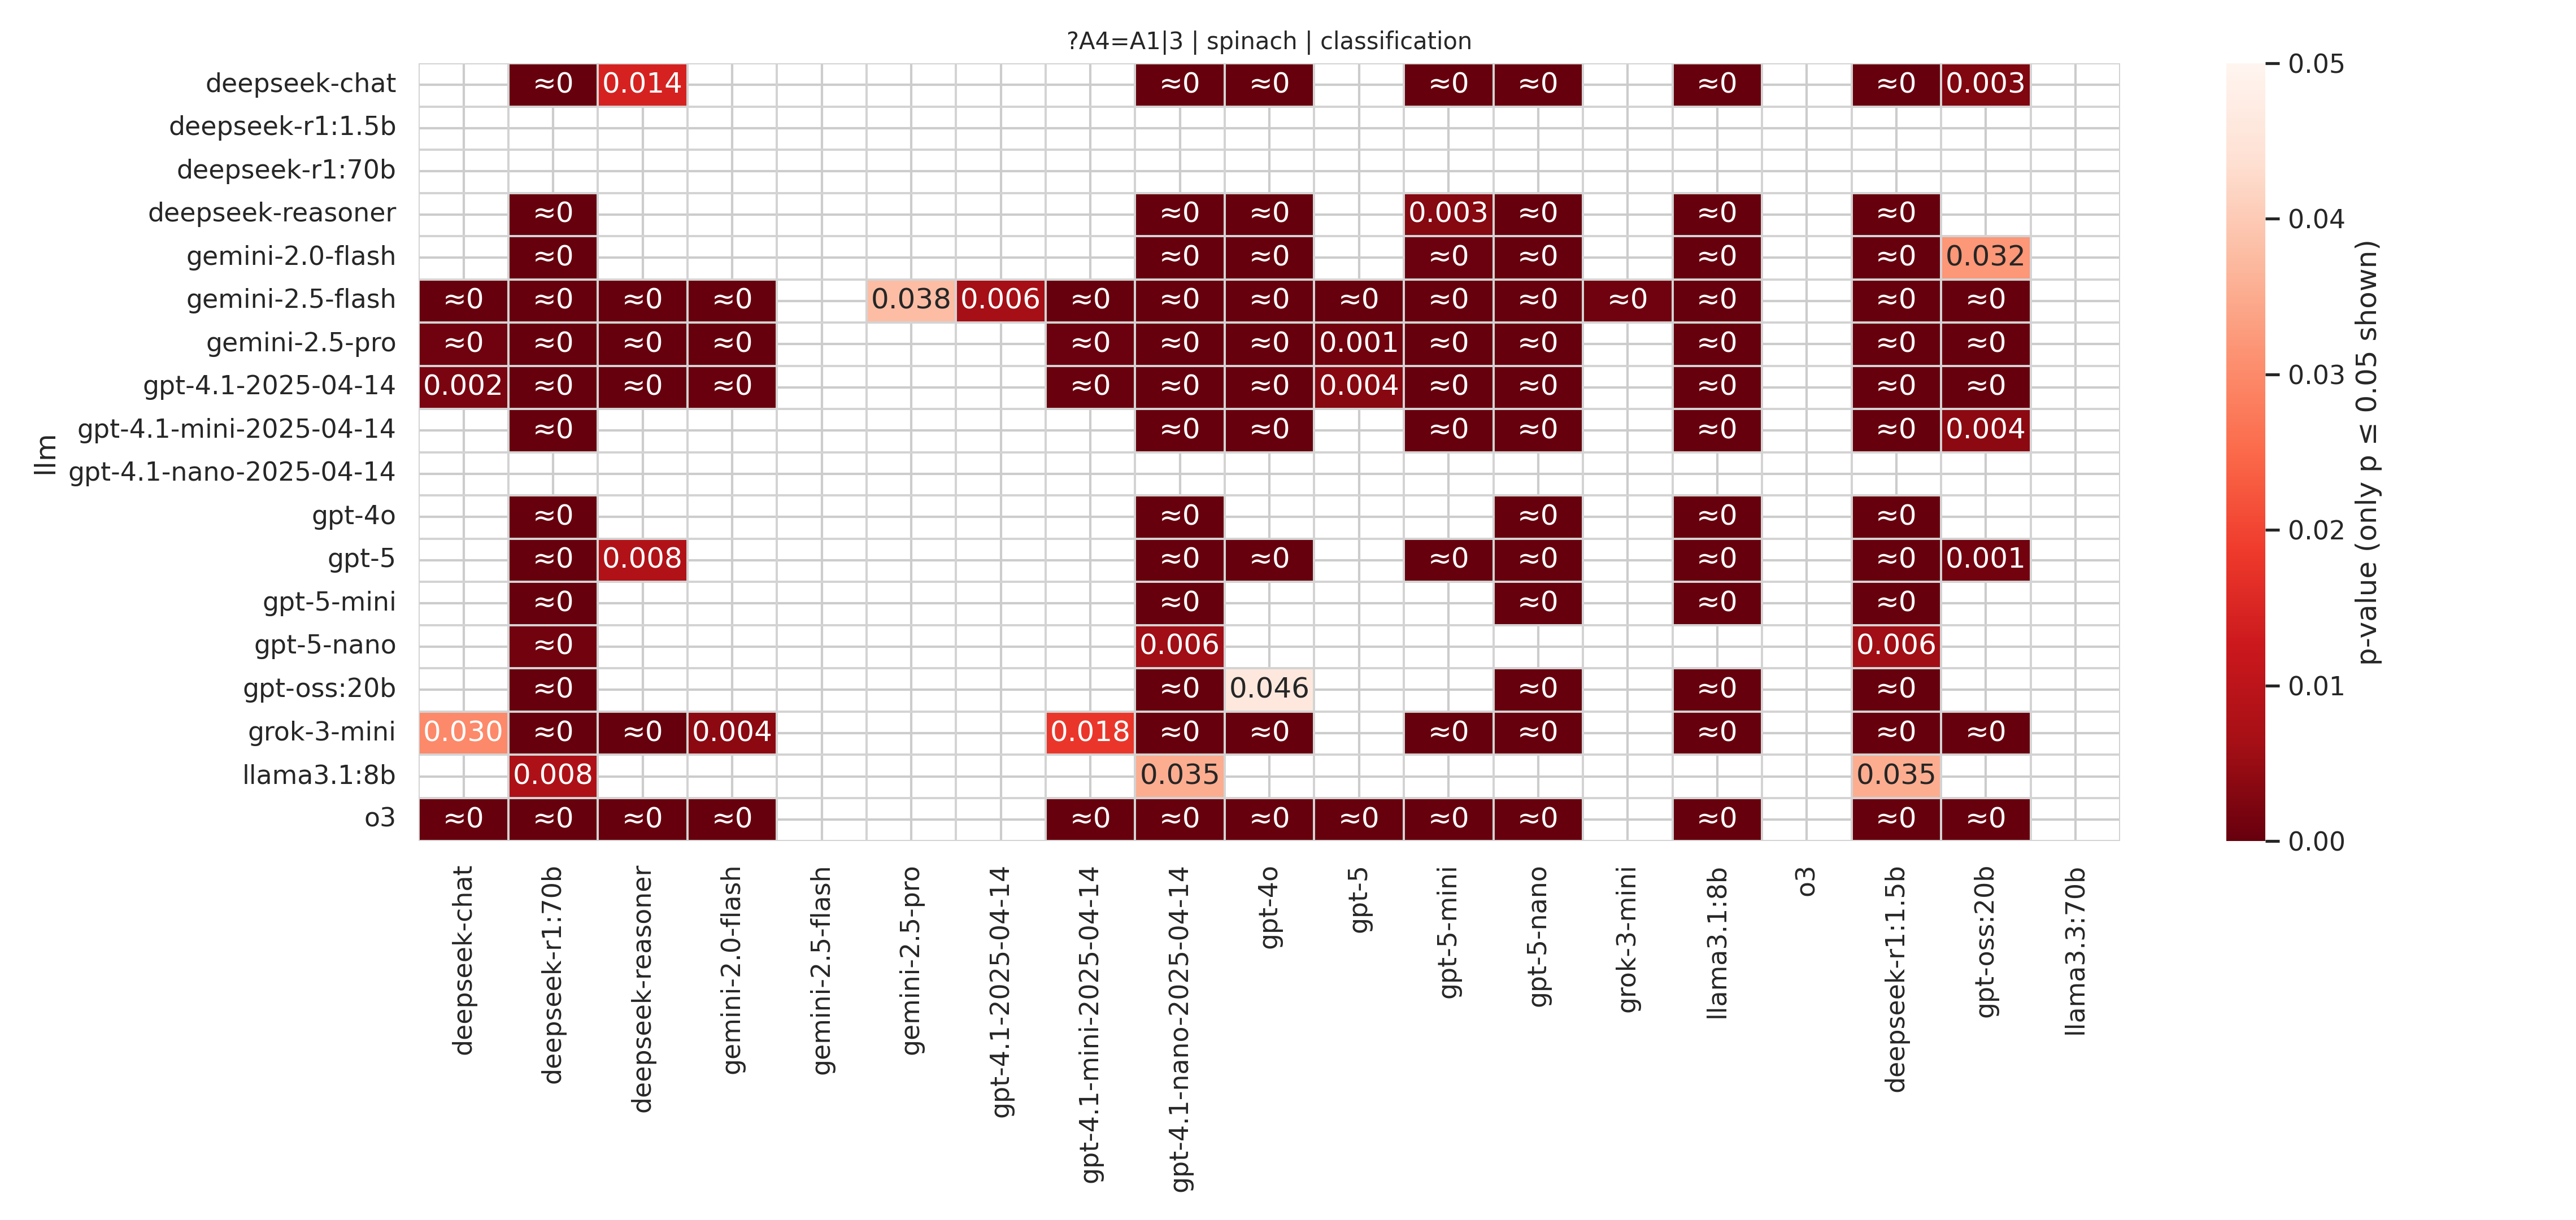 ?A4=A1|3 | spinach | classification
llm
deepseek-chat ≈0 0.014 ≈0 ≈0 ≈0 ≈0 ≈0 ≈0 0.003
deepseek-r1:1.5b
deepseek-r1:70b
deepseek-reasoner ≈0 ≈0 ≈0 0.003 ≈0 ≈0 ≈0
gemini-2.0-flash ≈0 ≈0 ≈0 ≈0 ≈0 ≈0 ≈0 0.032
gemini-2.5-flash ≈0 ≈0 ≈0 ≈0 0.038 0.006 ≈0 ≈0 ≈0 ≈0 ≈0 ≈0 ≈0 ≈0 ≈0 ≈0
gemini-2.5-pro ≈0 ≈0 ≈0 ≈0 ≈0 ≈0 ≈0 0.001 ≈0 ≈0 ≈0 ≈0 ≈0
gpt-4.1-2025-04-14 0.002 ≈0 ≈0 ≈0 ≈0 ≈0 ≈0 0.004 ≈0 ≈0 ≈0 ≈0 ≈0
gpt-4.1-mini-2025-04-14 ≈0 ≈0 ≈0 ≈0 ≈0 ≈0 ≈0 0.004
gpt-4.1-nano-2025-04-14
gpt-4o ≈0 ≈0 ≈0 ≈0 ≈0
gpt-5 ≈0 0.008 ≈0 ≈0 ≈0 ≈0 ≈0 ≈0 0.001
gpt-5-mini ≈0 ≈0 ≈0 ≈0 ≈0
gpt-5-nano ≈0 0.006 0.006
gpt-oss:20b ≈0 ≈0 0.046 ≈0 ≈0 ≈0
grok-3-mini 0.030 ≈0 ≈0 0.004 0.018 ≈0 ≈0 ≈0 ≈0 ≈0 ≈0 ≈0
llama3.1:8b 0.008 0.035 0.035
o3 ≈0 ≈0 ≈0 ≈0 ≈0 ≈0 ≈0 ≈0 ≈0 ≈0 ≈0 ≈0 ≈0
deepseek-chat
deepseek-r1:70b
deepseek-reasoner
gemini-2.0-flash
gemini-2.5-flash
gemini-2.5-pro
gpt-4.1-2025-04-14
gpt-4.1-mini-2025-04-14
gpt-4.1-nano-2025-04-14
gpt-4o
gpt-5
gpt-5-mini
gpt-5-nano
grok-3-mini
llama3.1:8b
o3
deepseek-r1:1.5b
gpt-oss:20b
llama3.3:70b
0.05
0.04
0.03
0.02
0.01
0.00
p-value (only p ≤ 0.05 shown)